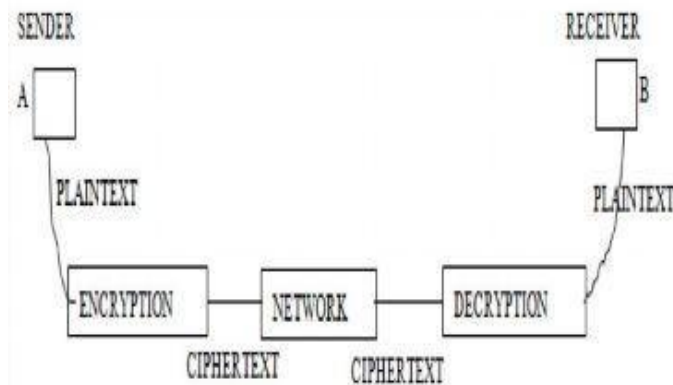 SENDER
RECEIVER
A
B
PLAINTEXT
PLAINTEXT
ENCRYPTION
NETWORK
DECRYPTION
CIPHERTEXT
CIPHERTEXT